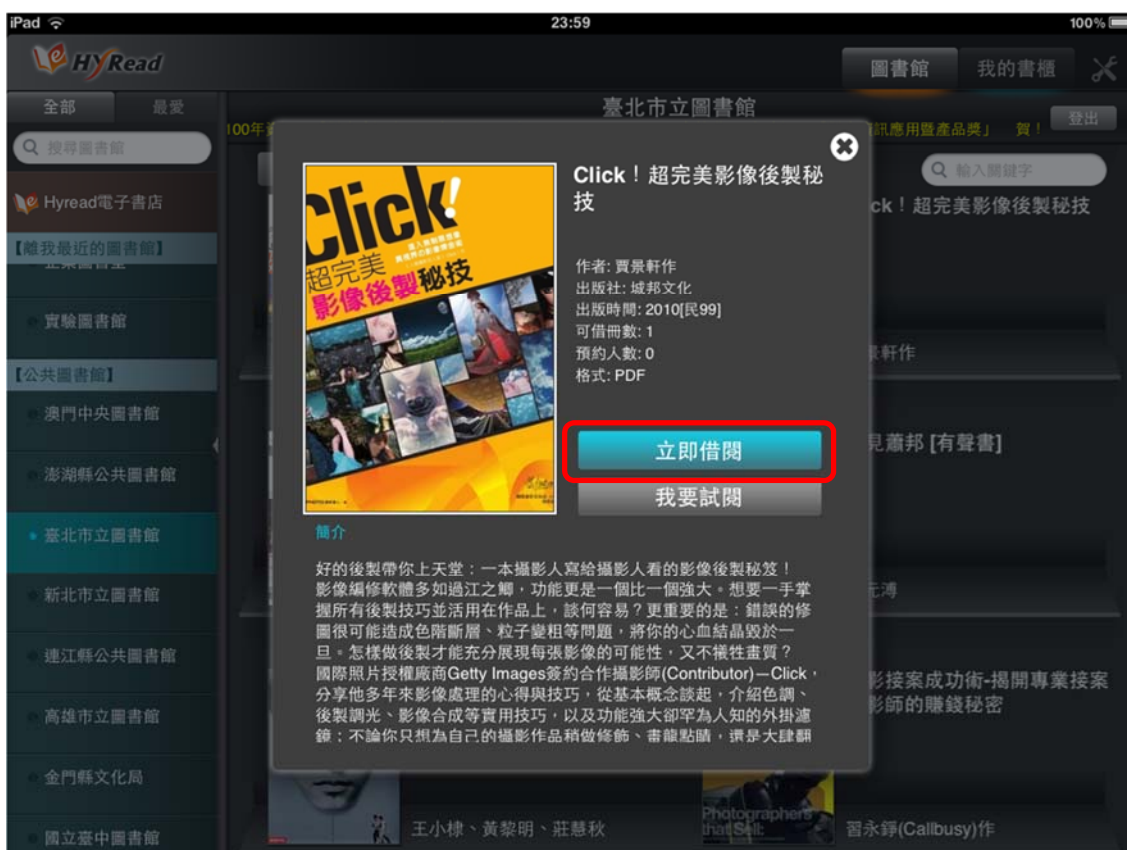 iPad 23:59 100%
HyRead
圖書館 我的書櫃
全部 最愛
臺北市立圖書館
登出
100年
訊應用暨產品獎」 賀!
搜尋圖書館
輸入關鍵字
Hyread電子書店
【離我最近的圖書館】
實驗圖書館
【公共圖書館】
澳門中央圖書館
澎湖縣公共圖書館
臺北市立圖書館
新北市立圖書館
連江縣公共圖書館
高雄市立圖書館
金門縣文化局
國立臺中圖書館
Click!
超完美
影像後製秘技
Click!超完美影像後製秘
技
作者: 賈景軒作
出版社: 城邦文化
出版時間: 2010[民99]
可借冊數: 1
預約人數: 0
格式: PDF
立即借閱
我要試閱
簡介
好的後製帶你上天堂:一本攝影人寫給攝影人看的影像後製秘笈!
影像編修軟體多如過江之鯽,功能更是一個比一個強大。想要一手掌
握所有後製技巧並活用在作品上,談何容易?更重要的是:錯誤的修
圖很可能造成色階斷層、粒子變粗等問題,將你的心血結晶毀於一
旦。怎樣做後製才能充分展現每張影像的可能性,又不犧牲畫質?
國際照片授權廠商Getty Images簽約合作攝影師(Contributor)—Click,
分享他多年來影像處理的心得與技巧,從基本概念談起,介紹色調、
後製調光、影像合成等實用技巧,以及功能強大卻罕為人知的外掛濾
鏡;不論你只想為自己的攝影作品稍做修飾、畫龍點睛,還是大肆翻
ck!超完美影像後製秘技
景軒作
見蕭邦 [有聲書]
元溥
影接案成功術-揭開專業接案
影師的賺錢秘密
王小棣、黃黎明、莊慧秋
Photographers
that Sell:
習永錚(Callbusy)作